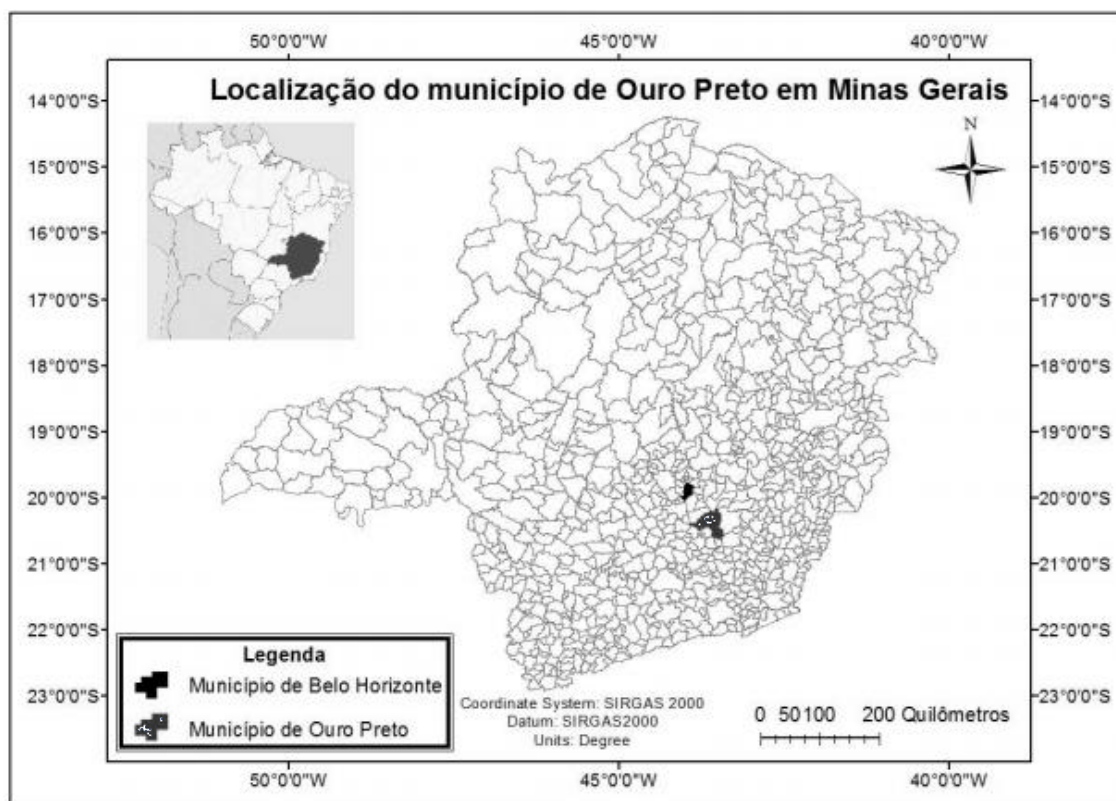 50°0'0"W 45°0'0"W 40°0'0"W
Localização do município de Ouro Preto em Minas Gerais
N
14°0'0"S 14°0'0"S
15°0'0"S 15°0'0"S
16°0'0"S 16°0'0"S
17°0'0"S 17°0'0"S
18°0'0"S 18°0'0"S
19°0'0"S 19°0'0"S
20°0'0"S 20°0'0"S
21°0'0"S 21°0'0"S
22°0'0"S 22°0'0"S
23°0'0"S 23°0'0"S
Legenda
Município de Belo Horizonte
Município de Ouro Preto
Coordinate System: SIRGAS 2000
Datum: SIRGAS2000
Units: Degree
0 50 100 200 Quilômetros
50°0'0"W 45°0'0"W 40°0'0"W